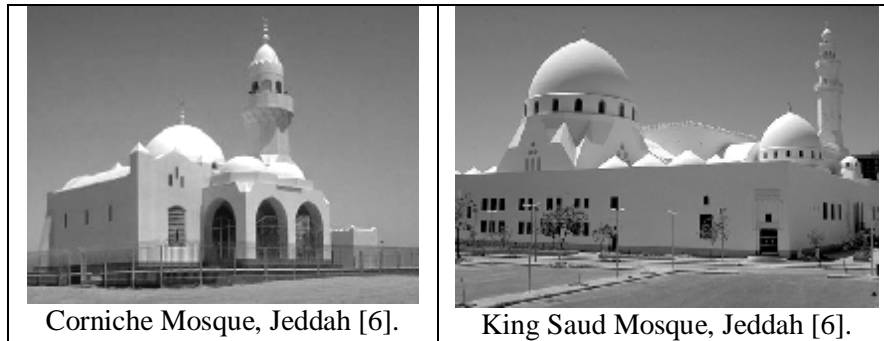 Corniche Mosque, Jeddah [6].
King Saud Mosque, Jeddah [6].